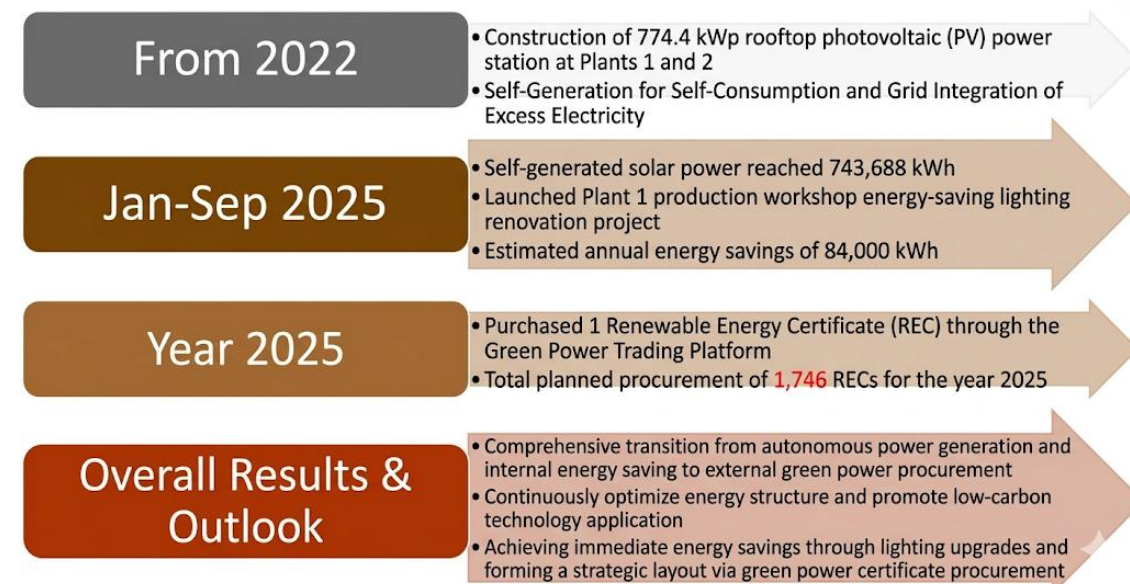 From 2022
• Construction of 774.4 kWp rooftop photovoltaic (PV) power
station at Plants 1 and 2
• Self-Generation for Self-Consumption and Grid Integration of
Excess Electricity
Jan-Sep 2025
• Self-generated solar power reached 743,688 kWh
• Launched Plant 1 production workshop energy-saving lighting
renovation project
• Estimated annual energy savings of 84,000 kWh
Year 2025
• Purchased 1 Renewable Energy Certificate (REC) through the
Green Power Trading Platform
• Total planned procurement of 1,746 RECs for the year 2025
Overall Results &
Outlook
• Comprehensive transition from autonomous power generation and
internal energy saving to external green power procurement
• Continuously optimize energy structure and promote low-carbon
technology application
• Achieving immediate energy savings through lighting upgrades and
forming a strategic layout via green power certificate procurement